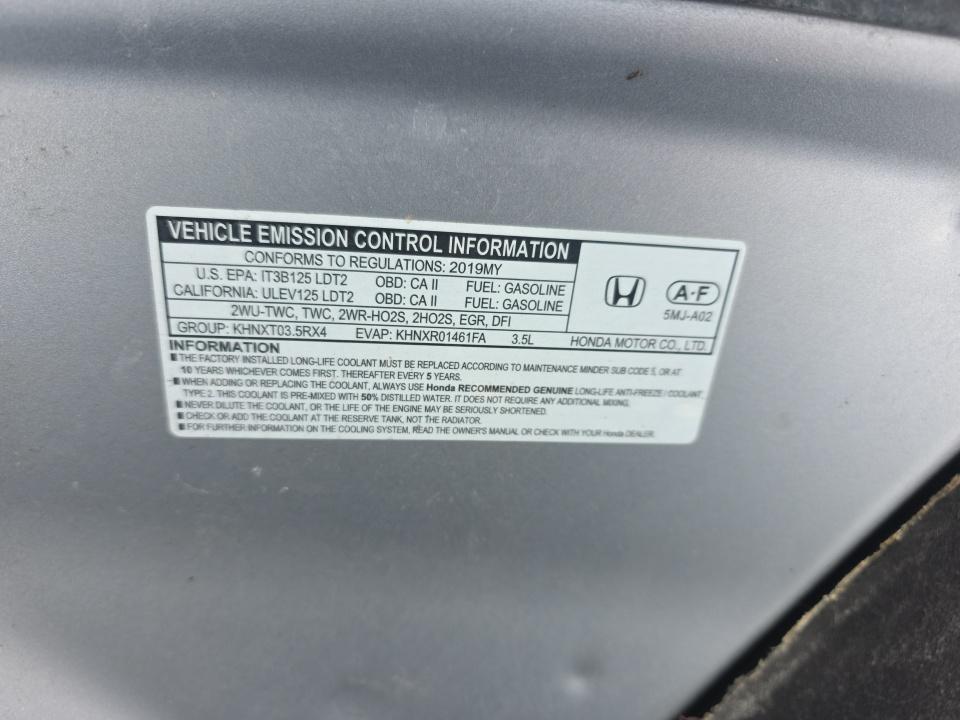 VEHICLE EMISSION CONTROL INFORMATION
CONFORMS TO REGULATIONS: 2019MY
U.S. EPA: IT3B125 LDT2 OBD: CA II FUEL: GASOLINE
CALIFORNIA: ULEV125 LDT2 OBD: CA II FUEL: GASOLINE
2WU-TWC, TWC, 2WR-HO2S, 2HO2S, EGR, DFI
GROUP: KHNXT03.5RX4 EVAP: KHNXR01461FA 3.5L
H A-F
5MJ-A02
HONDA MOTOR CO., LTD.
INFORMATION
■ THE FACTORY INSTALLED LONG-LIFE COOLANT MUST BE REPLACED ACCORDING TO MAINTENANCE MINDER SUB CODE 5, OR AT
10 YEARS WHICHEVER COMES FIRST. THEREAFTER EVERY 5 YEARS.
■ WHEN ADDING OR REPLACING THE COOLANT, ALWAYS USE Honda RECOMMENDED GENUINE LONG-LIFE ANTI-FREEZE / COOLANT,
TYPE 2. THIS COOLANT IS PRE-MIXED WITH 50% DISTILLED WATER. IT DOES NOT REQUIRE ANY ADDITIONAL MIXING.
■ NEVER DILUTE THE COOLANT, OR THE LIFE OF THE ENGINE MAY BE SERIOUSLY SHORTENED.
■ CHECK OR ADD THE COOLANT AT THE RESERVE TANK, NOT THE RADIATOR.
■ FOR FURTHER INFORMATION ON THE COOLING SYSTEM, READ THE OWNER'S MANUAL OR CHECK WITH YOUR Honda DEALER.